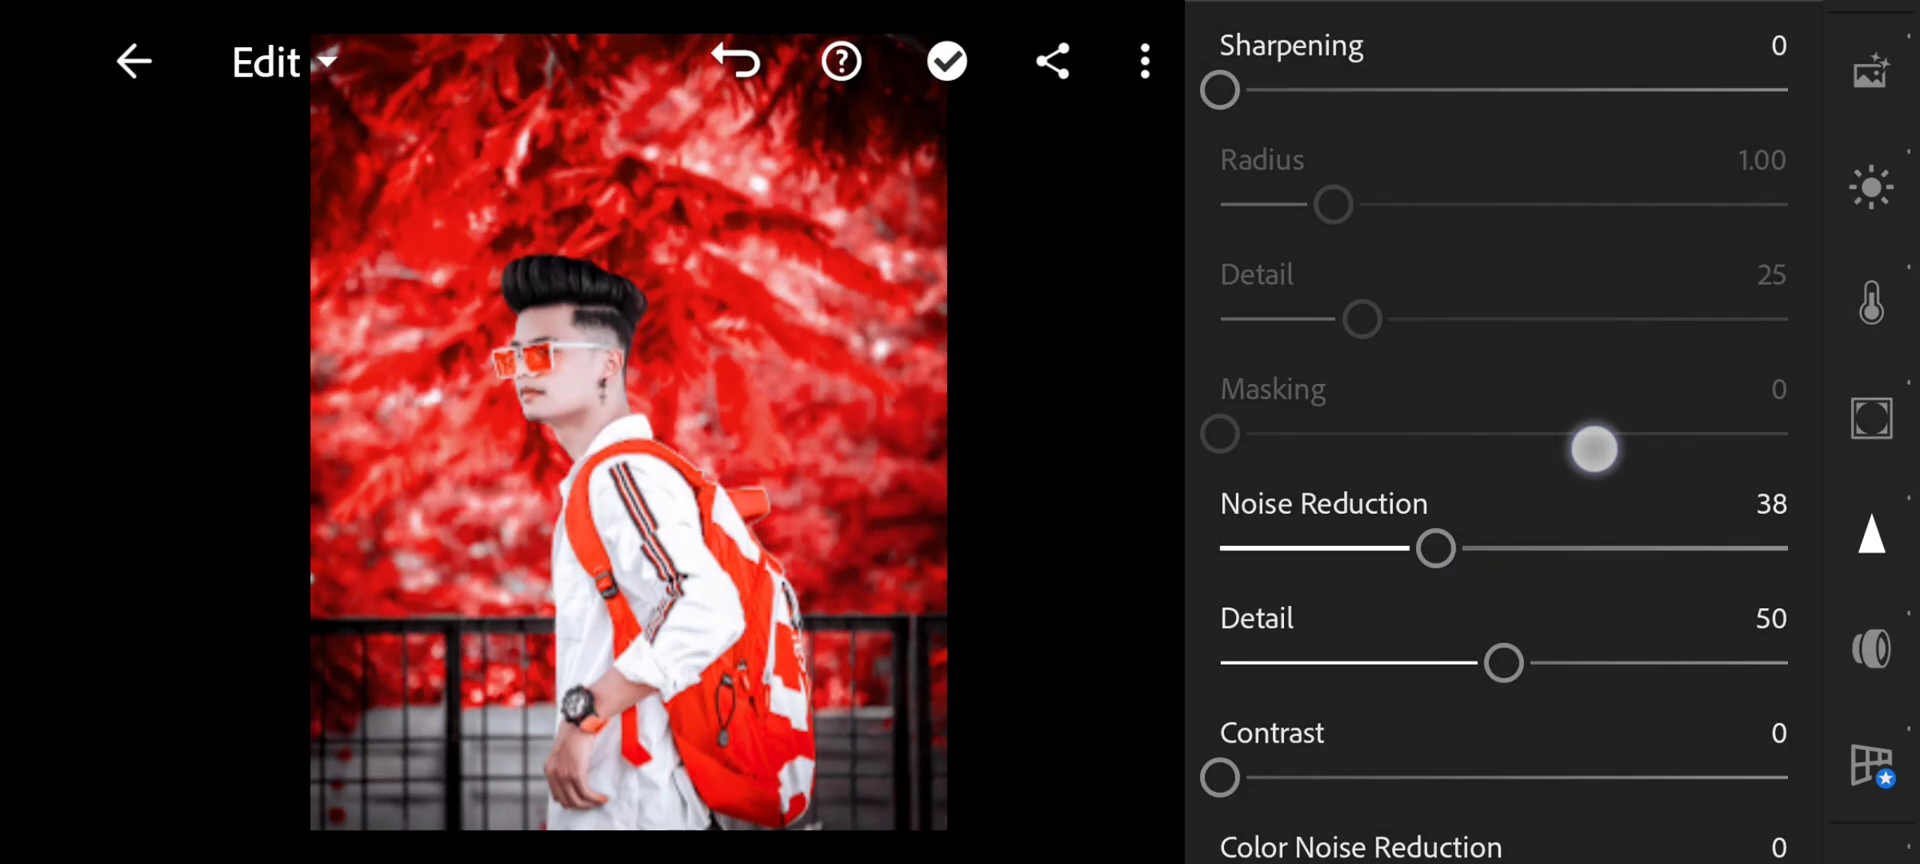 Edit
Sharpening 0
Radius 1.00
Detail 25
Masking 0
Noise Reduction 38
Detail 50
Contrast 0
Color Noise Reduction 0